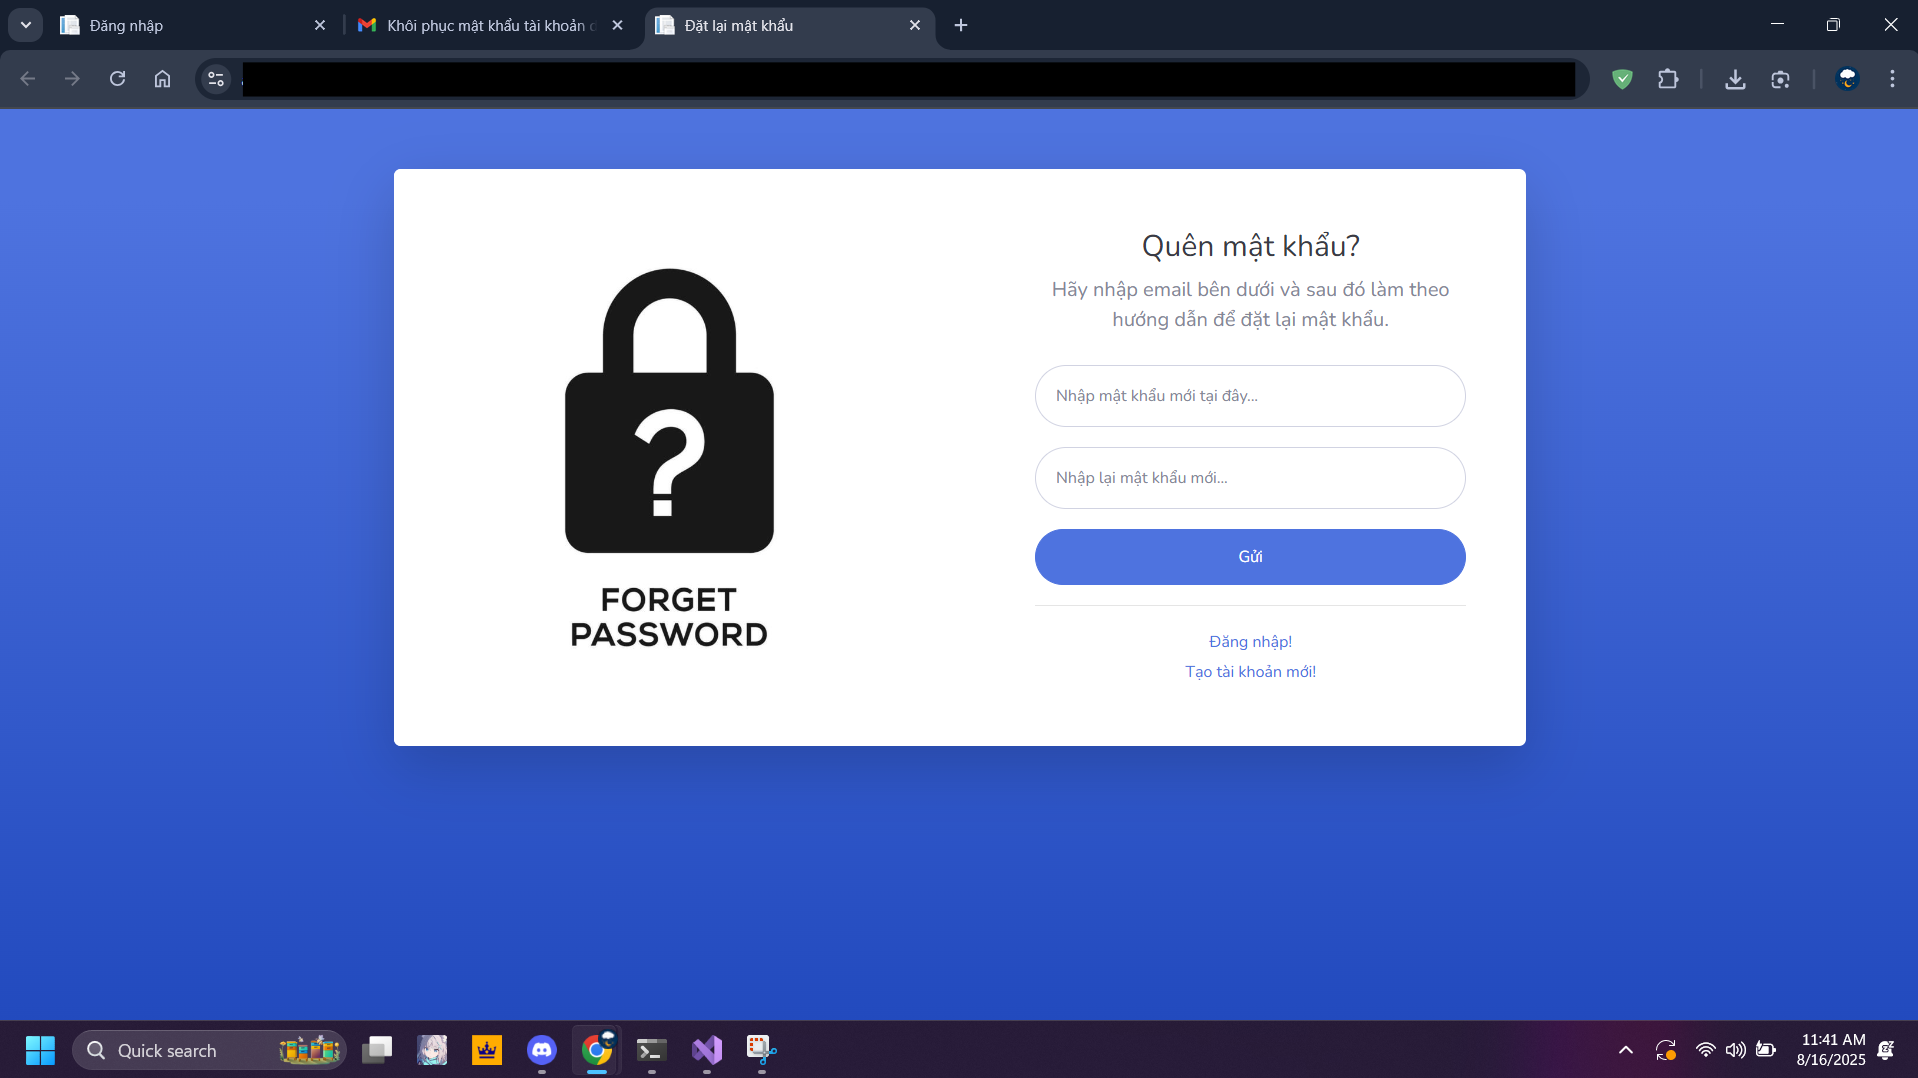 Đăng nhập
Khôi phục mật khẩu tài khoản
Đặt lại mật khẩu
Quên mật khẩu?
Hãy nhập email bên dưới và sau đó làm theo
hướng dẫn để đặt lại mật khẩu.
Nhập mật khẩu mới tại đây...
Nhập lại mật khẩu mới...
Gửi
Đăng nhập!
Tạo tài khoản mới!
FORGET
PASSWORD
Quick search
11:41 AM
8/16/2025